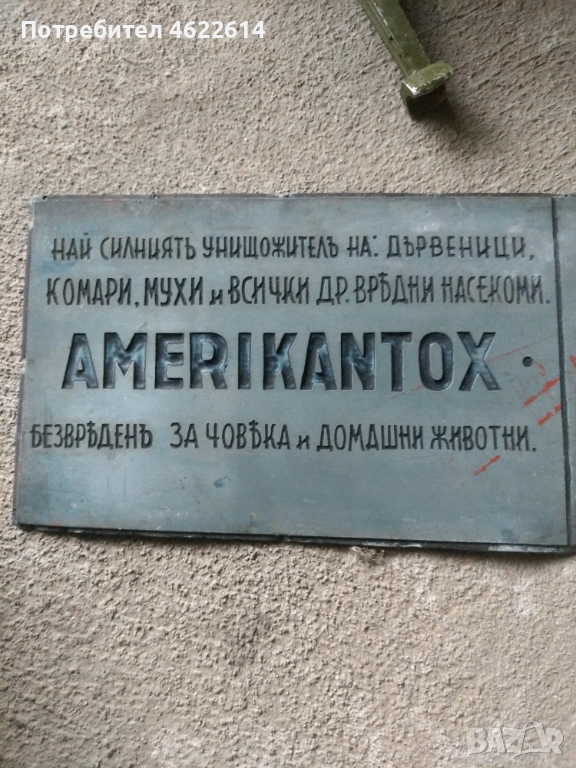 Потребител 4622614
НАЙ СИЛНИЯТЪ УНИЩОЖИТЕЛЬ НА: ДЪРВЕНИЦИ,
КОМАРИ, МУХИ и ВСИЧКИ ДР. ВРѢДНИ НАСЕКОМИ.
AMERIKANTOX
БЕЗВРѢДЕНЪ ЗА ЧОВѢКА и ДОМАШНИ ЖИВОТНИ.
BAZAR